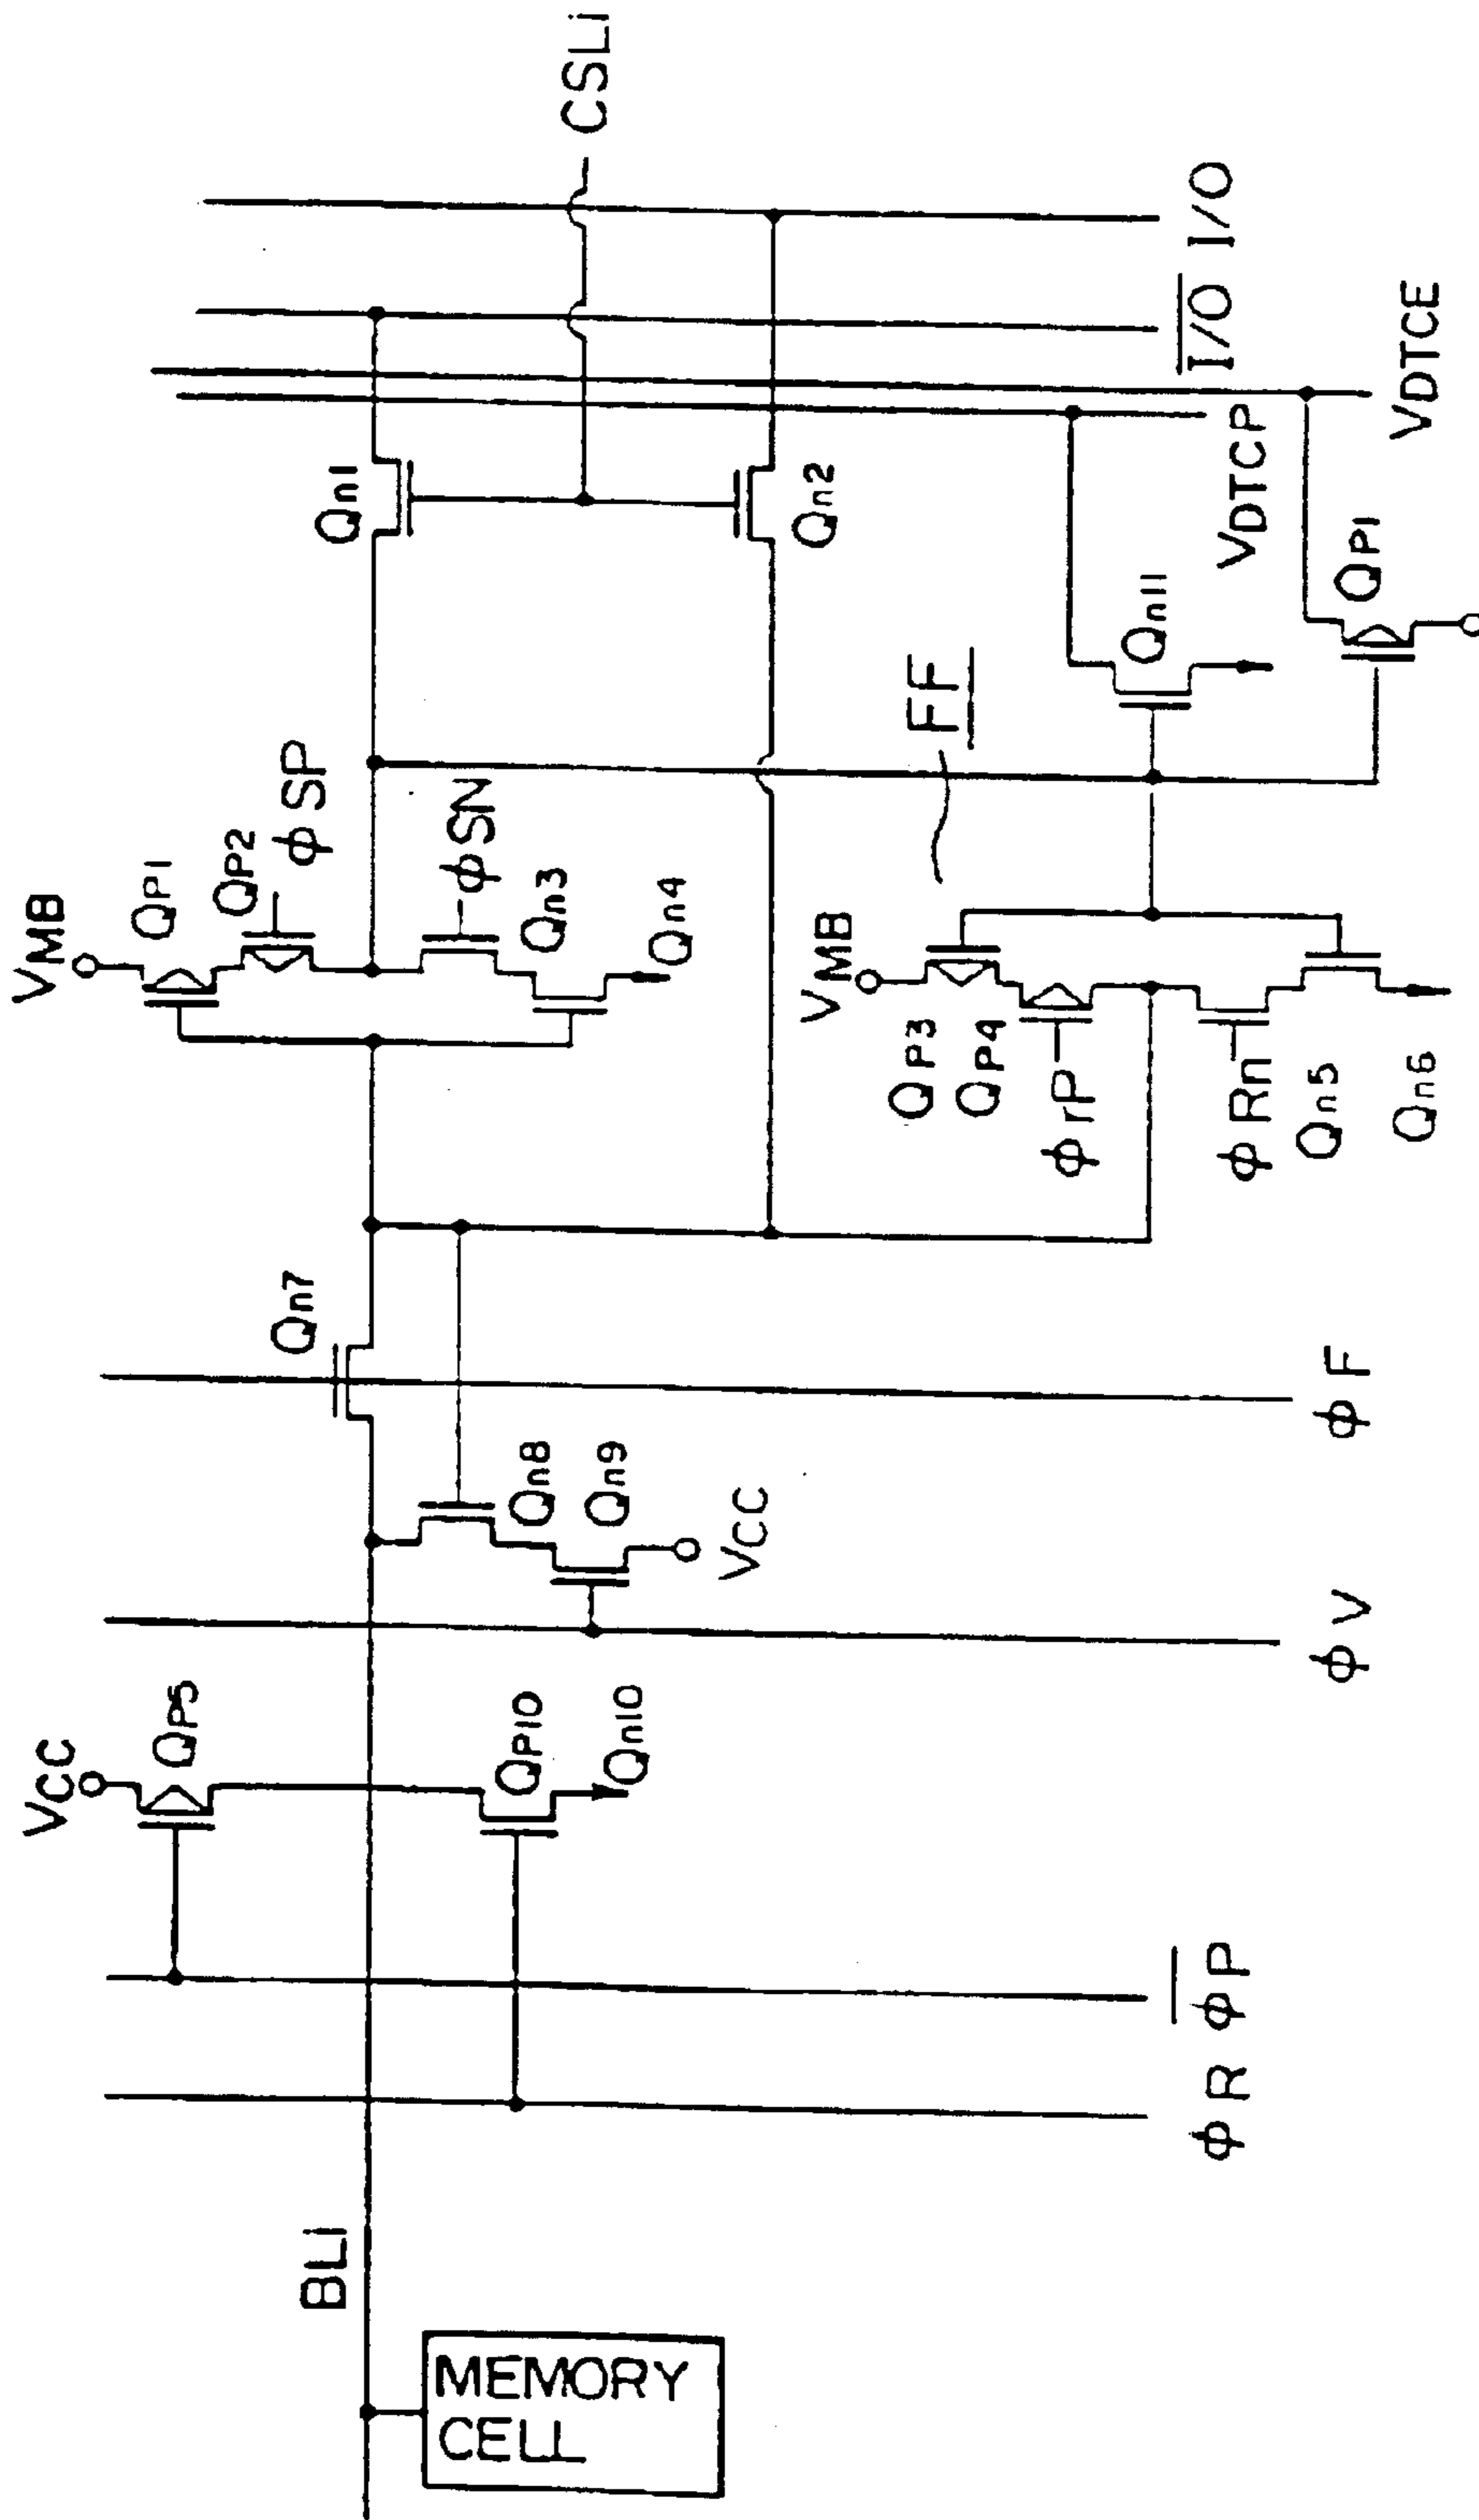 MEMORY
CELL
BLi
φR
φP
VCC
QP5
QP10
Qn10
φV
Qn8
Qn9
VCC
φF
Qn7
VMB
QP1
QP2
φSP
φSN
Qn3
Qn4
VMB
QP3
QP4
φrP
φRn
Qn5
Qn6
FF
Qn1
Qn2
Qn11
QP1
VDTCP
VDTCE
I/O
I/O
CSLi